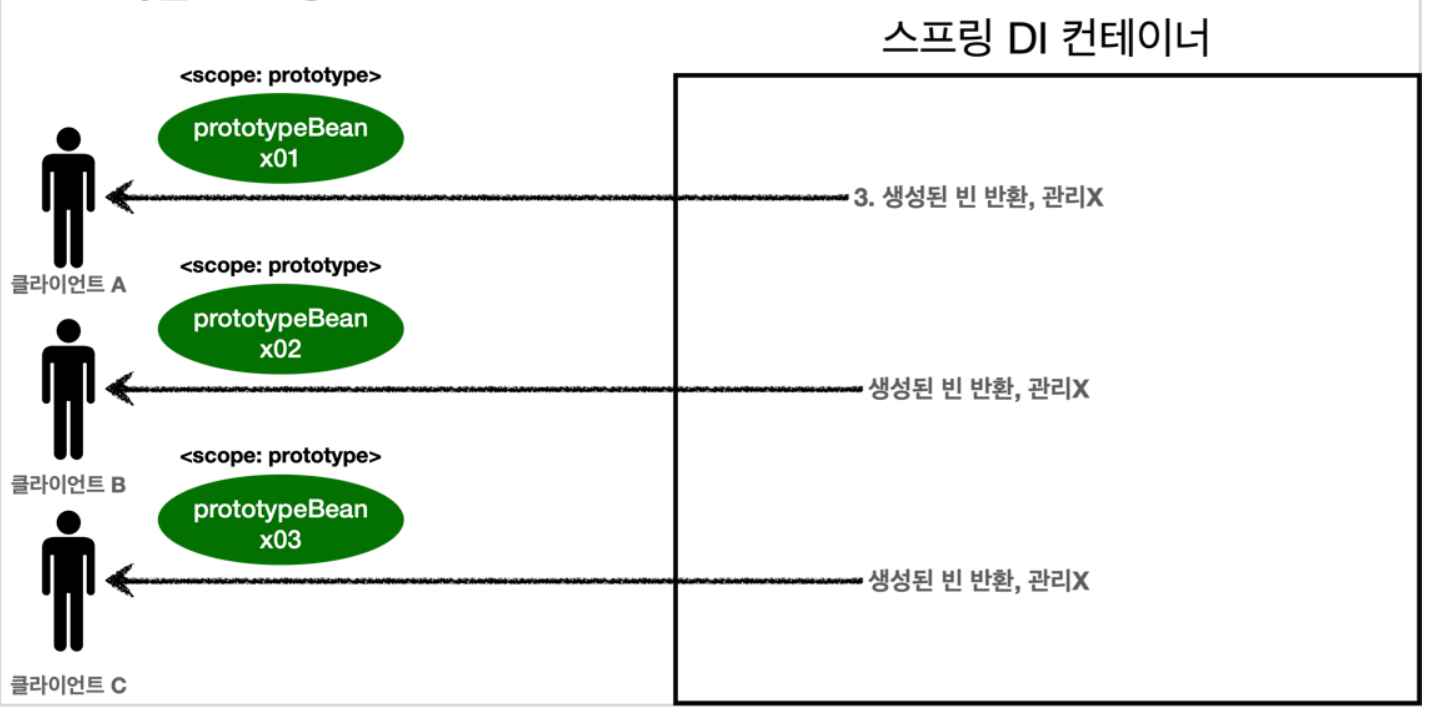 스프링 DI 컨테이너
<scope: prototype>
prototypeBean
x01
3. 생성된 빈 반환, 관리X
클라이언트 A
<scope: prototype>
prototypeBean
x02
생성된 빈 반환, 관리X
클라이언트 B
<scope: prototype>
prototypeBean
x03
생성된 빈 반환, 관리X
클라이언트 C